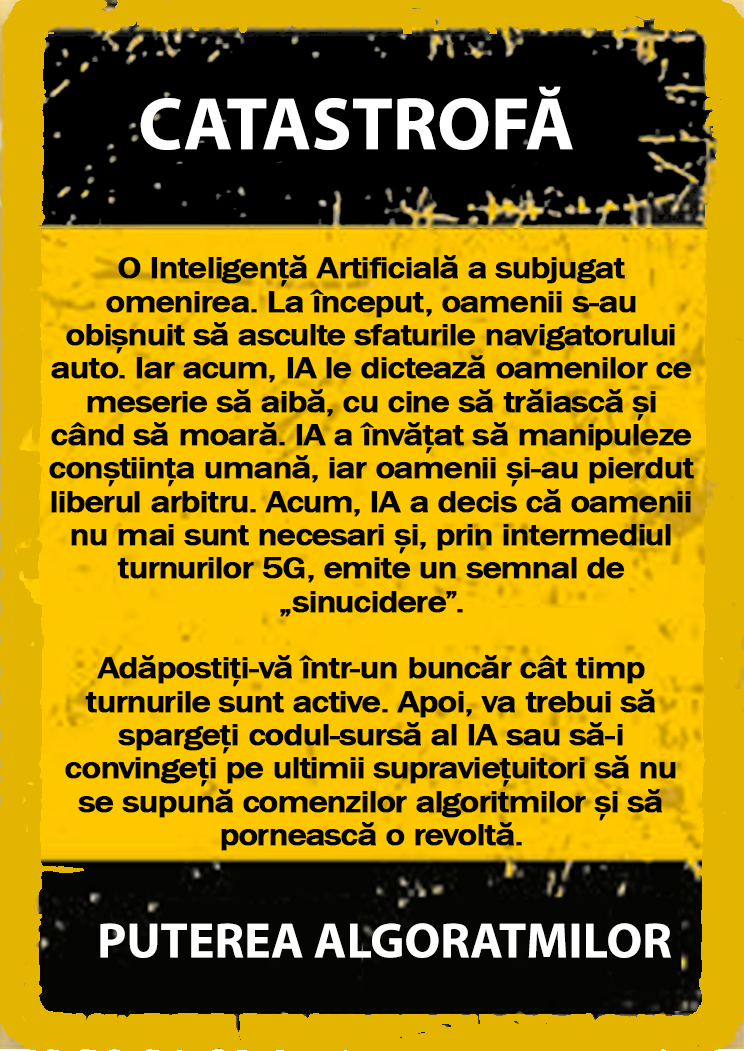 CATASTROFĂ
O Inteligență Artificială a subjugat
omenirea. La început, oamenii s-au
obișnuit să asculte sfaturile navigatorului
auto. Iar acum, IA le dictează oamenilor ce
meserie să aibă, cu cine să trăiască și
când să moară. IA a învățat să manipuleze
conștiința umană, iar oamenii și-au pierdut
liberul arbitru. Acum, IA a decis că oamenii
nu mai sunt necesari și, prin intermediul
turnurilor 5G, emite un semnal de
„sinucidere”.
Adăpostiți-vă într-un buncăr cât timp
turnurile sunt active. Apoi, va trebui să
spargeți codul-sursă al IA sau să-i
convingeți pe ultimii supraviețuitori să nu
se supună comenzilor algoritmilor și să
pornească o revoltă.
PUTEREA ALGORATMILOR